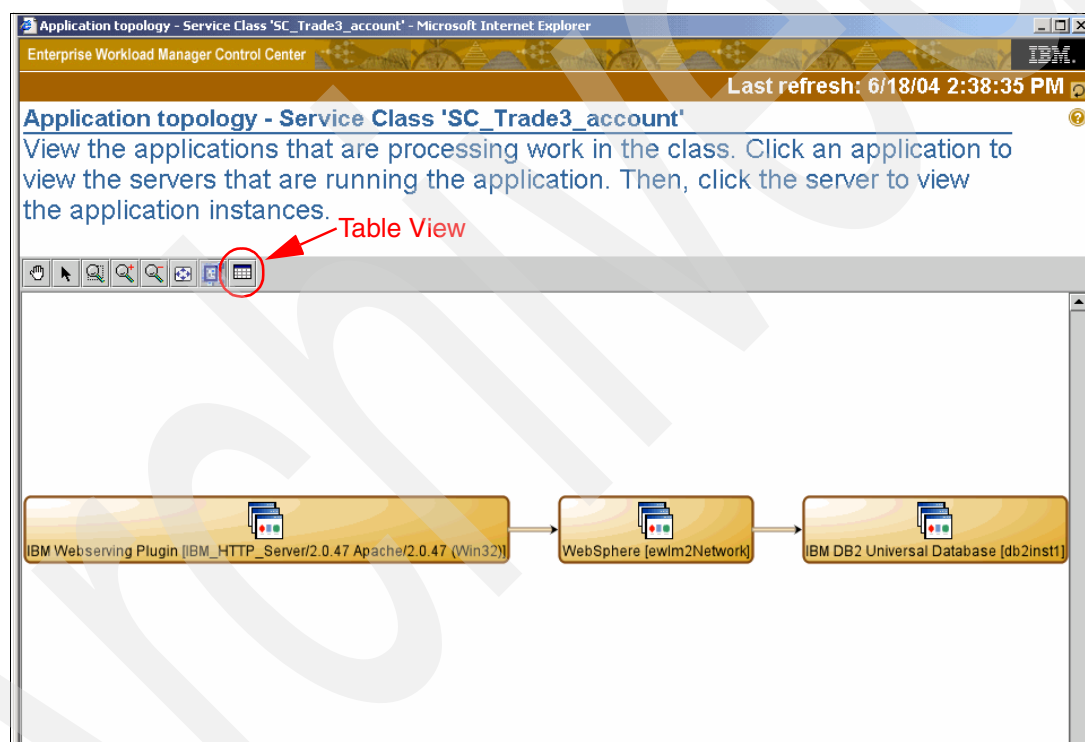 Application topology - Service Class 'SC_Trade3_account' - Microsoft Internet Explorer
Enterprise Workload Manager Control Center
IBM.
Last refresh: 6/18/04 2:38:35 PM
Application topology - Service Class 'SC_Trade3_account'
View the applications that are processing work in the class. Click an application to
view the servers that are running the application. Then, click the server to view
the application instances.
Table View
IBM Webserving Plugin [IBM_HTTP_Server/2.0.47 Apache/2.0.47 (Win32)]
WebSphere [ewlm2Network]
IBM DB2 Universal Database [db2inst1]